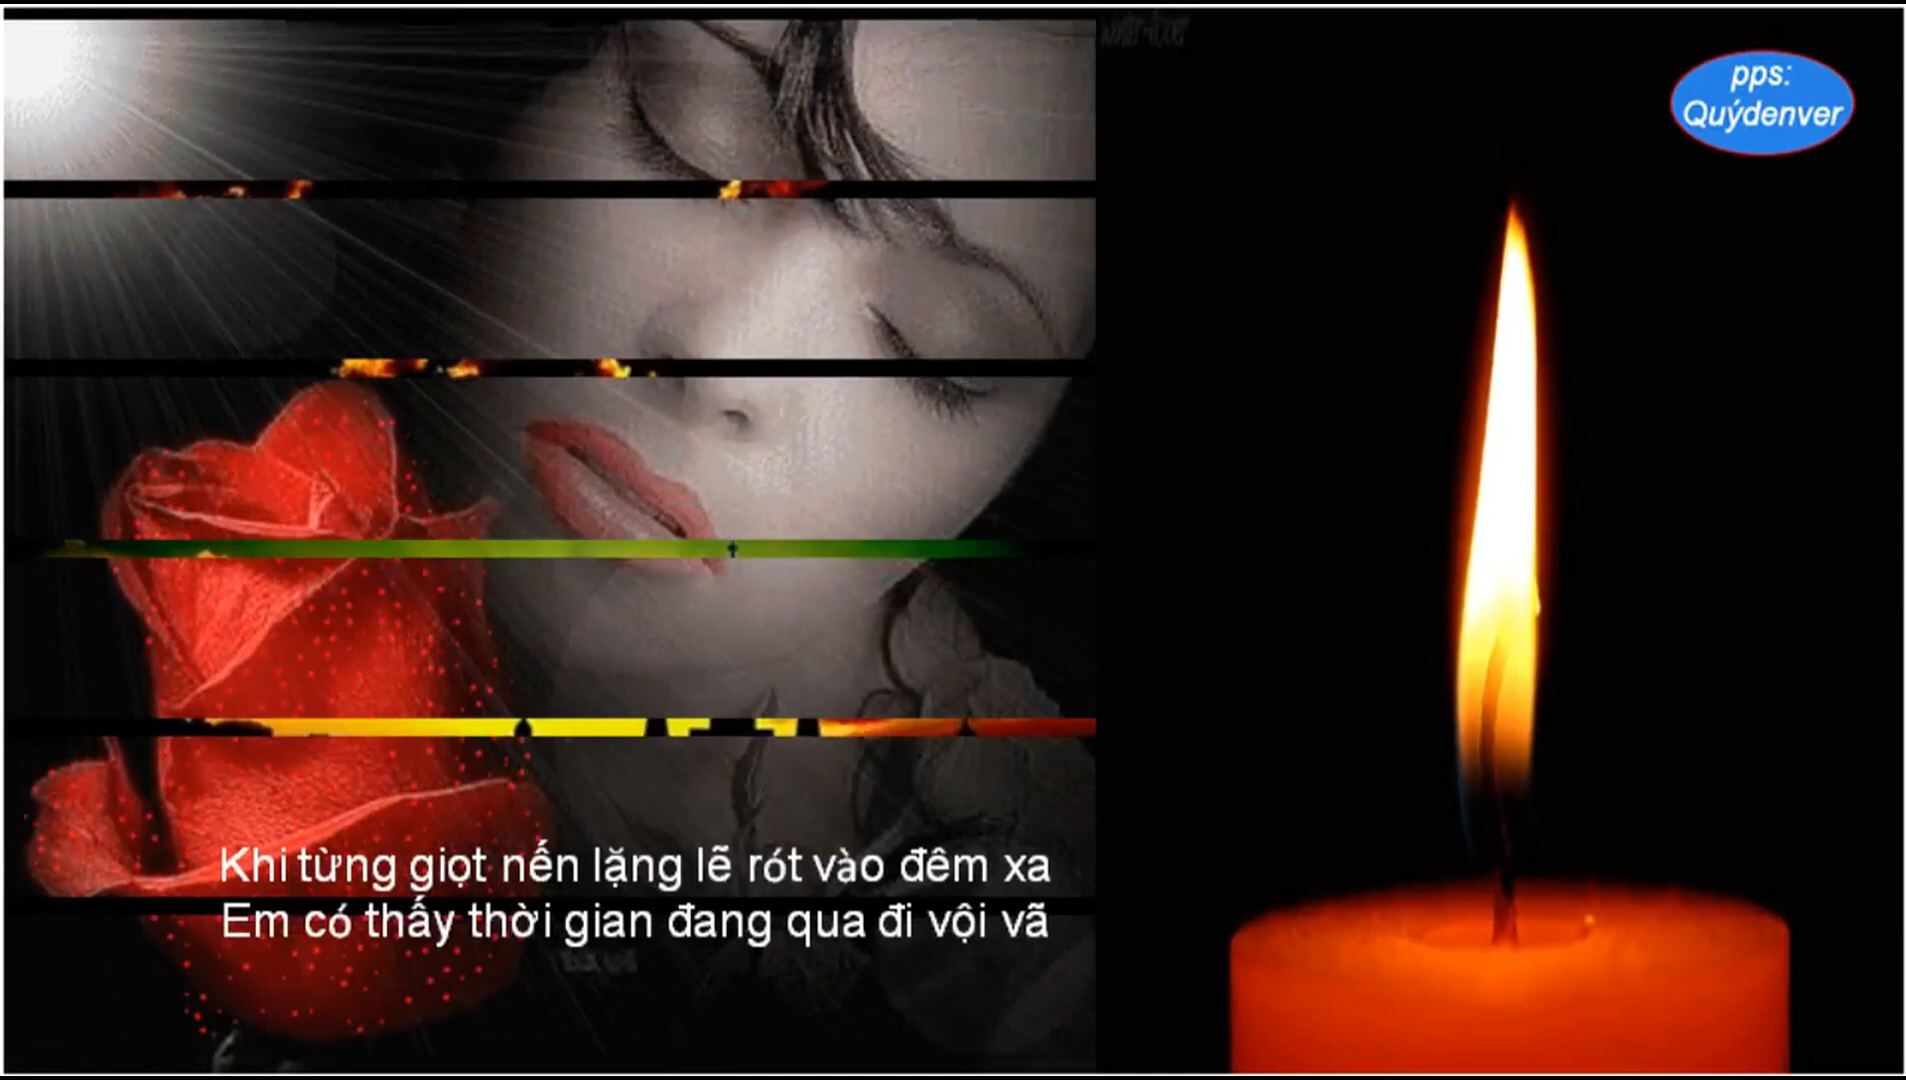 pps:
Quýdenver
Khi từng giọt nến lặng lẽ rót vào đêm xa
Em có thấy thời gian đang qua đi vội vã